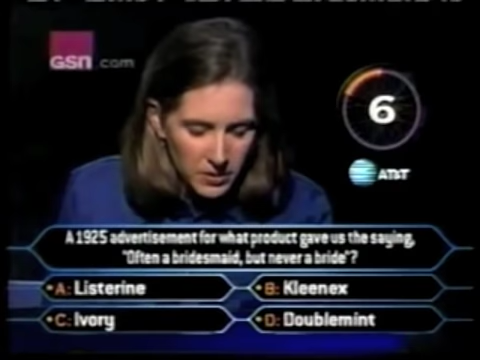 GSN.com
6
AT&T
A 1925 advertisement for what product gave us the saying,
"Often a bridesmaid, but never a bride"?
A: Listerine
B: Kleenex
C: Ivory
D: Doublemint